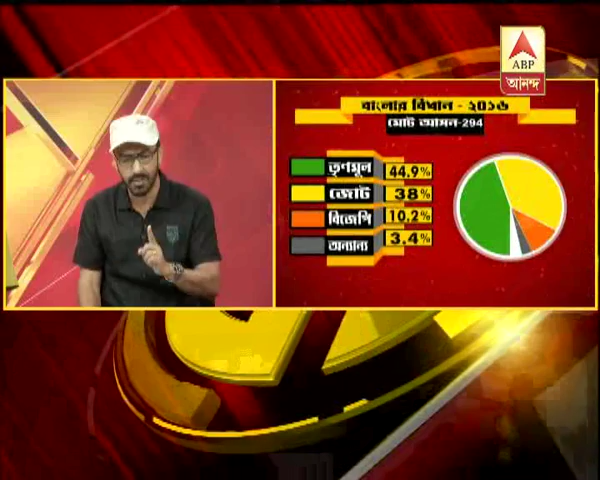 ABP
আনন্দ
বাংলার বিধান - ২০১৬
মোট আসন-294
তৃণমূল 44.9%
জোট 38%
বিজেপি 10.2%
অন্যান্য 3.4%